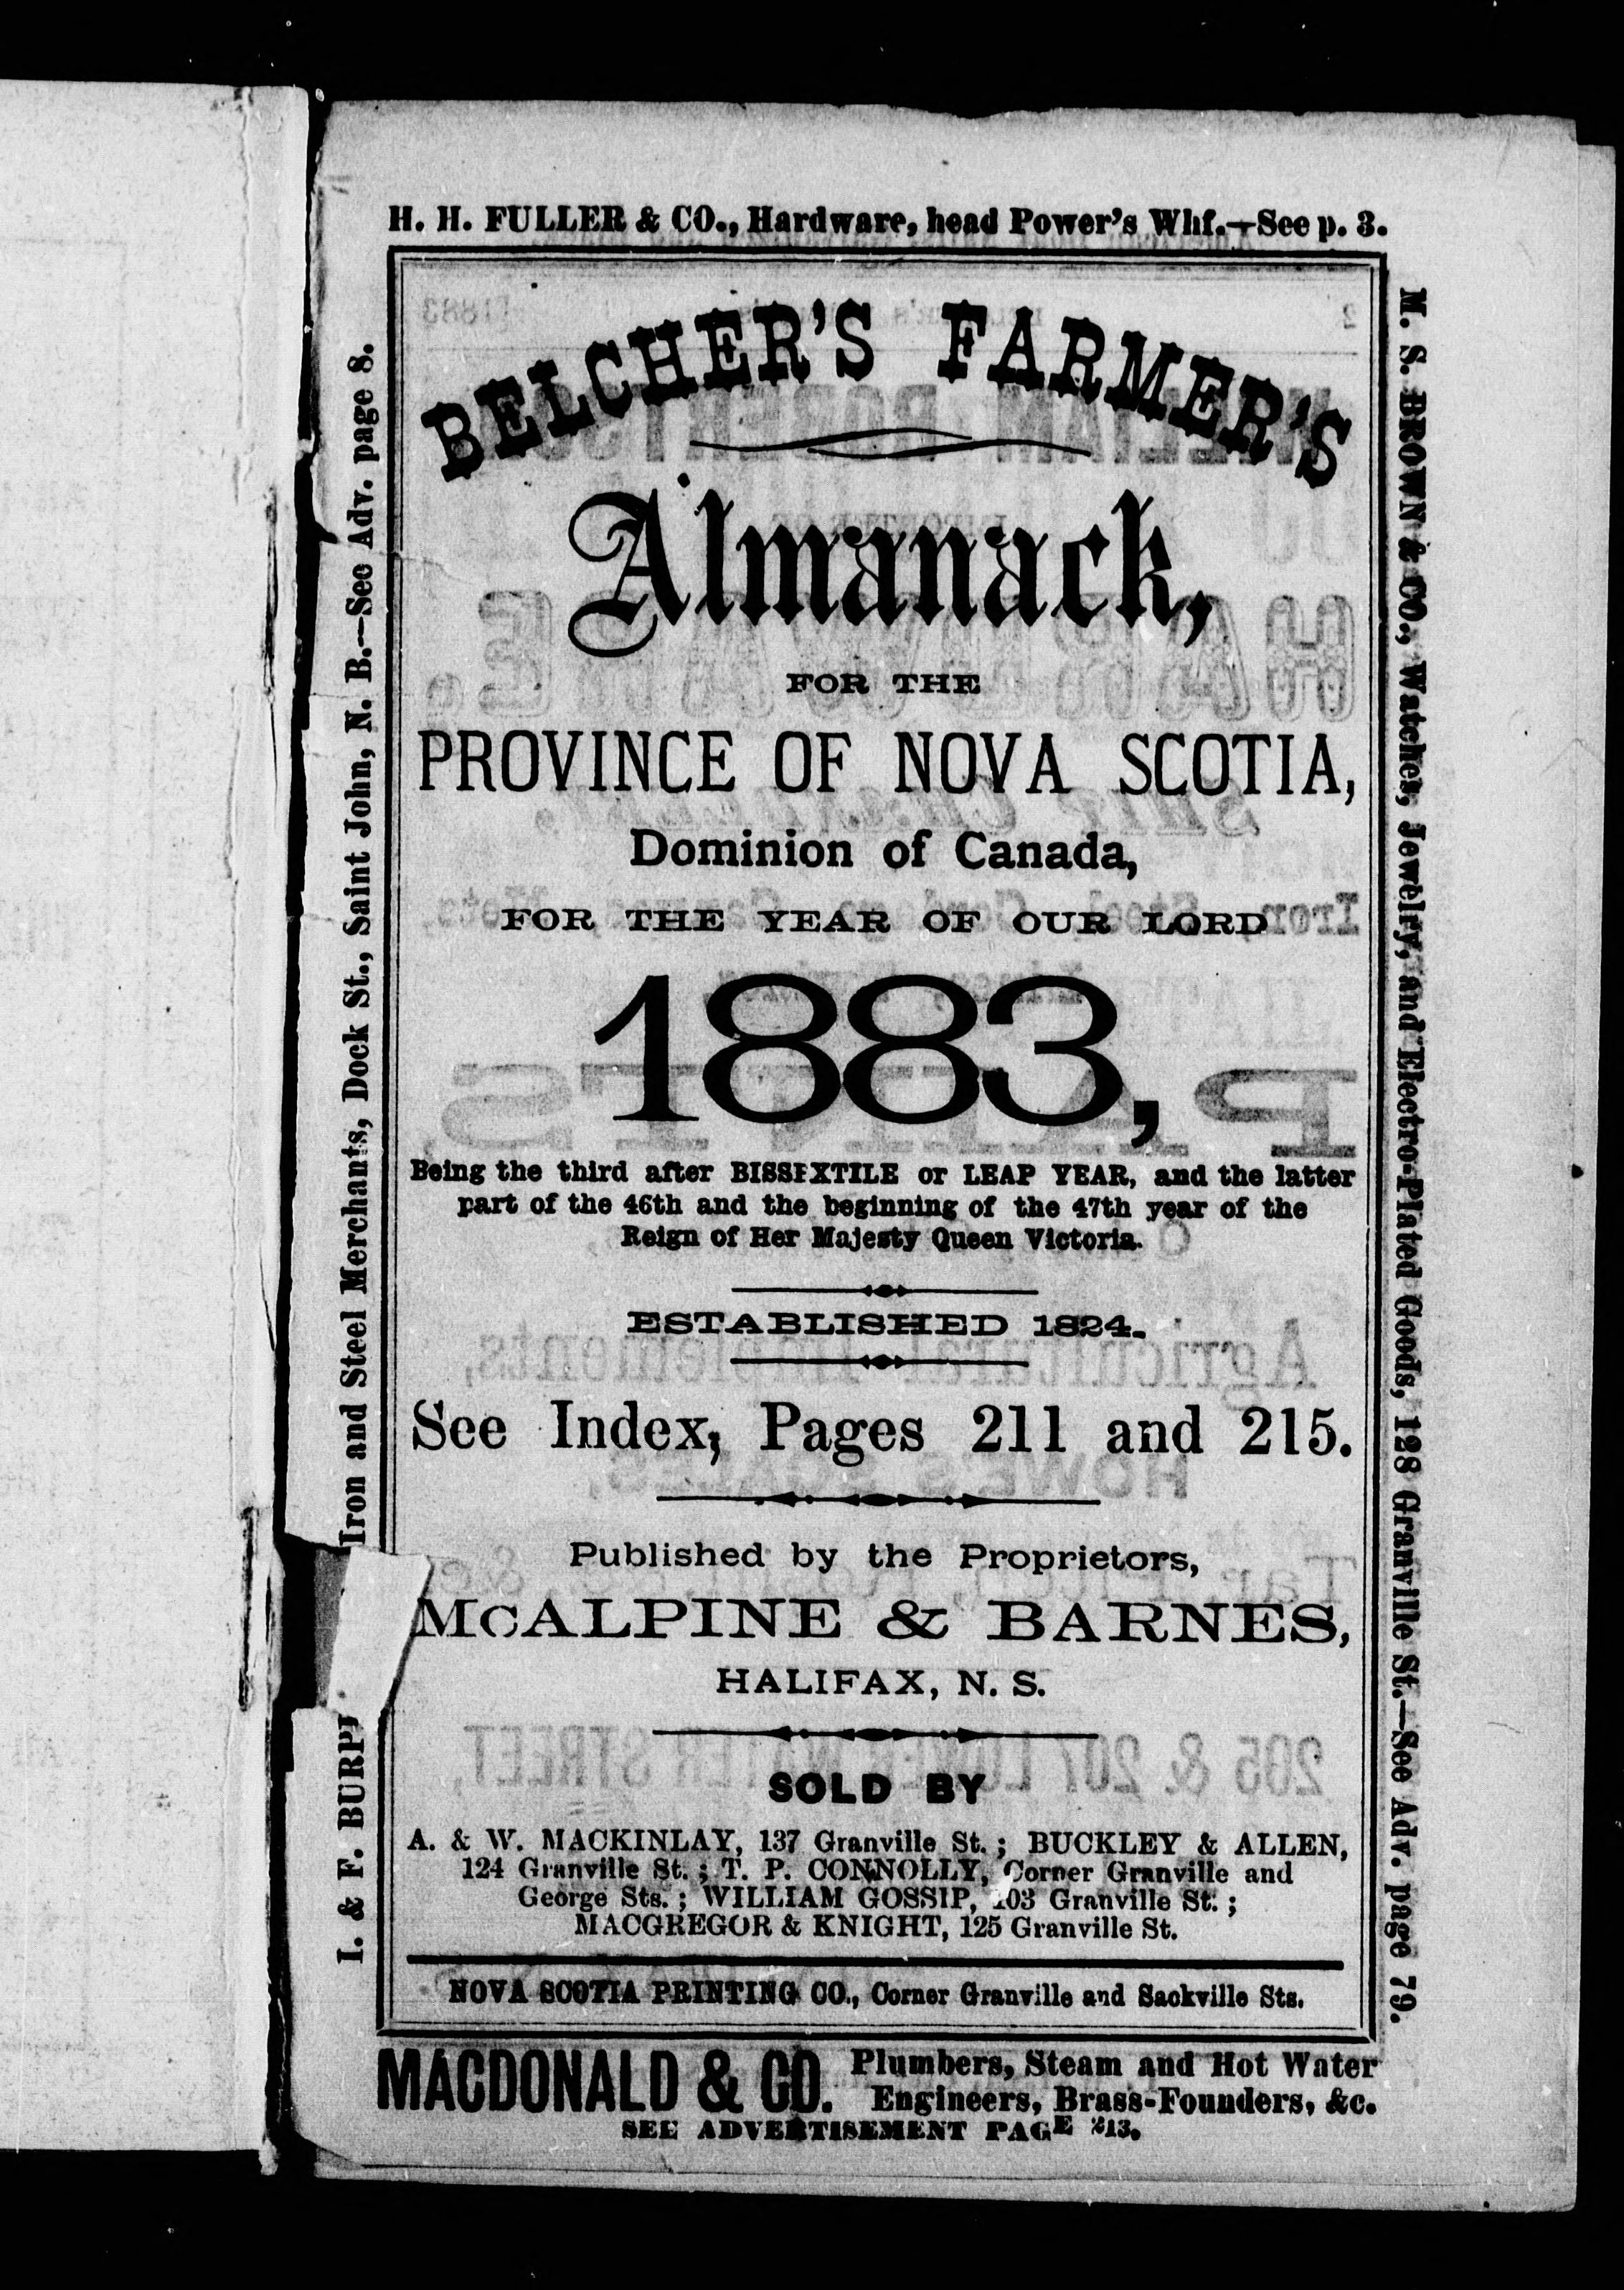 H. H. FULLER & CO., Hardware, head Power's Whf.—See p. 3.
BELCHER'S FARMER'S
Almanack,
FOR THE
PROVINCE OF NOVA SCOTIA,
Dominion of Canada,
FOR THE YEAR OF OUR LORD
1883,
Being the third after BISSEXTILE or LEAP YEAR, and the latter
part of the 46th and the beginning of the 47th year of the
Reign of Her Majesty Queen Victoria.
ESTABLISHED 1824.
See Index, Pages 211 and 215.
Published by the Proprietors,
McALPINE & BARNES,
HALIFAX, N. S.
SOLD BY
A. & W. MACKINLAY, 137 Granville St.; BUCKLEY & ALLEN,
124 Granville St.; T. P. CONNOLLY, Corner Granville and
George Sts.; WILLIAM GOSSIP, 103 Granville St.;
MACGREGOR & KNIGHT, 125 Granville St.
NOVA SCOTIA PRINTING CO., Corner Granville and Sackville Sts.
MACDONALD & CO. Plumbers, Steam and Hot Water
Engineers, Brass-Founders, &c.
SEE ADVERTISEMENT PAGE 213.
I. & F. BURP Iron and Steel Merchants, Dock St., Saint John, N. B.—See Adv. page 8.
M. S. BROWN & CO., Watches, Jewelry, and Electro-Plated Goods, 128 Granville St.—See Adv. page 79.